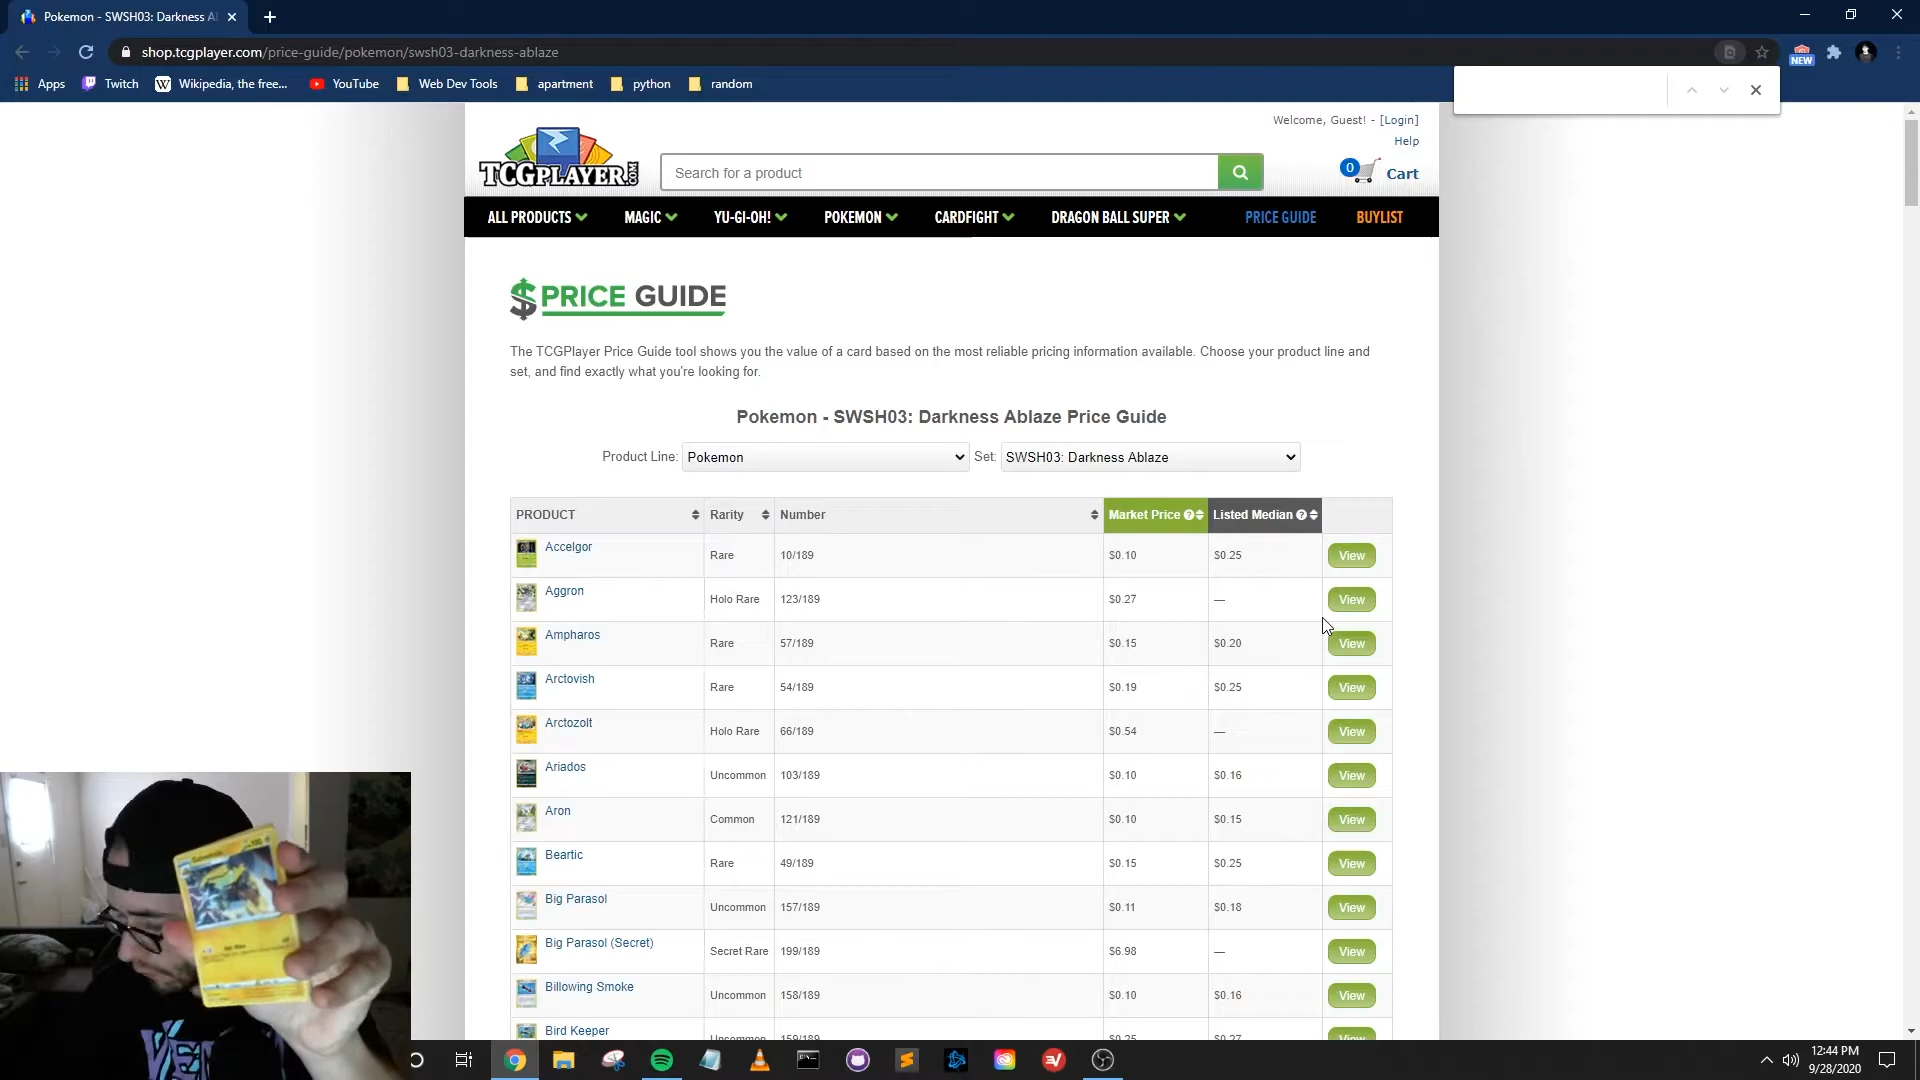 Pokemon - SWSH03: Darkness Ab
shop.tcgplayer.com/price-guide/pokemon/swsh03-darkness-ablaze
NEW
Apps Twitch Wikipedia, the free... YouTube Web Dev Tools apartment python random
Welcome, Guest! - [Login]
Help
TCGPLAYER.COM
Search for a product
0 Cart
ALL PRODUCTS MAGIC YU-GI-OH! POKEMON CARDFIGHT DRAGON BALL SUPER PRICE GUIDE BUYLIST
$PRICE GUIDE
The TCGPlayer Price Guide tool shows you the value of a card based on the most reliable pricing information available. Choose your product line and
set, and find exactly what you're looking for.
Pokemon - SWSH03: Darkness Ablaze Price Guide
Product Line: Pokemon Set: SWSH03: Darkness Ablaze
PRODUCT Rarity Number Market Price ? Listed Median ?
Accelgor Rare 10/189 $0.10 $0.25 View
Aggron Holo Rare 123/189 $0.27 — View
Ampharos Rare 57/189 $0.15 $0.20 View
Arctovish Rare 54/189 $0.19 $0.25 View
Arctozolt Holo Rare 66/189 $0.54 — View
Ariados Uncommon 103/189 $0.10 $0.16 View
Aron Common 121/189 $0.10 $0.15 View
Beartic Rare 49/189 $0.15 $0.25 View
Big Parasol Uncommon 157/189 $0.11 $0.18 View
Big Parasol (Secret) Secret Rare 199/189 $6.98 — View
Billowing Smoke Uncommon 158/189 $0.10 $0.16 View
Bird Keeper Uncommon 159/189 $0.25 $0.27 View
12:44 PM
9/28/2020